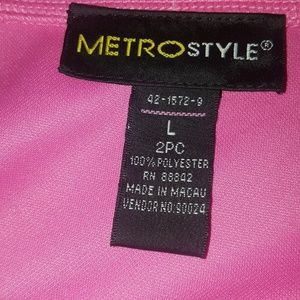 METROSTYLE®
42-1572-9
L
2PC
100% POLYESTER
RN 88842
MADE IN MACAU
VENDOR NO:90024